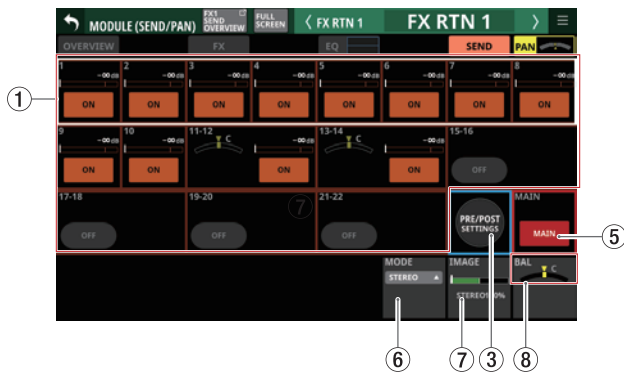 MODULE (SEND/PAN) FX1 SEND OVERVIEW FULL SCREEN < FX RTN 1 FX RTN 1 >
OVERVIEW FX EQ SEND PAN
1 2 3 4 5 6 7 8
-∞ dB -∞ dB -∞ dB -∞ dB -∞ dB -∞ dB -∞ dB -∞ dB
1 ON ON ON ON ON ON ON ON
9 10 11-12 C 13-14 C 15-16
-∞ dB -∞ dB -∞ dB -∞ dB
ON ON ON ON OFF
17-18 19-20 21-22 7 MAIN
PRE/POST SETTINGS
OFF OFF OFF MAIN 5
MODE IMAGE BAL
STEREO C
STEREO100%
6 7 3 8